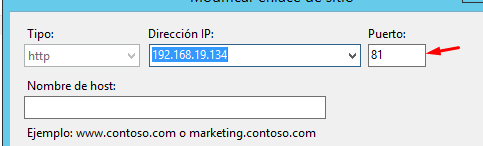 Modificar enlace de sitio
Tipo: Dirección IP: Puerto:
http 192.168.19.134 81
Nombre de host:
Ejemplo: www.contoso.com o marketing.contoso.com